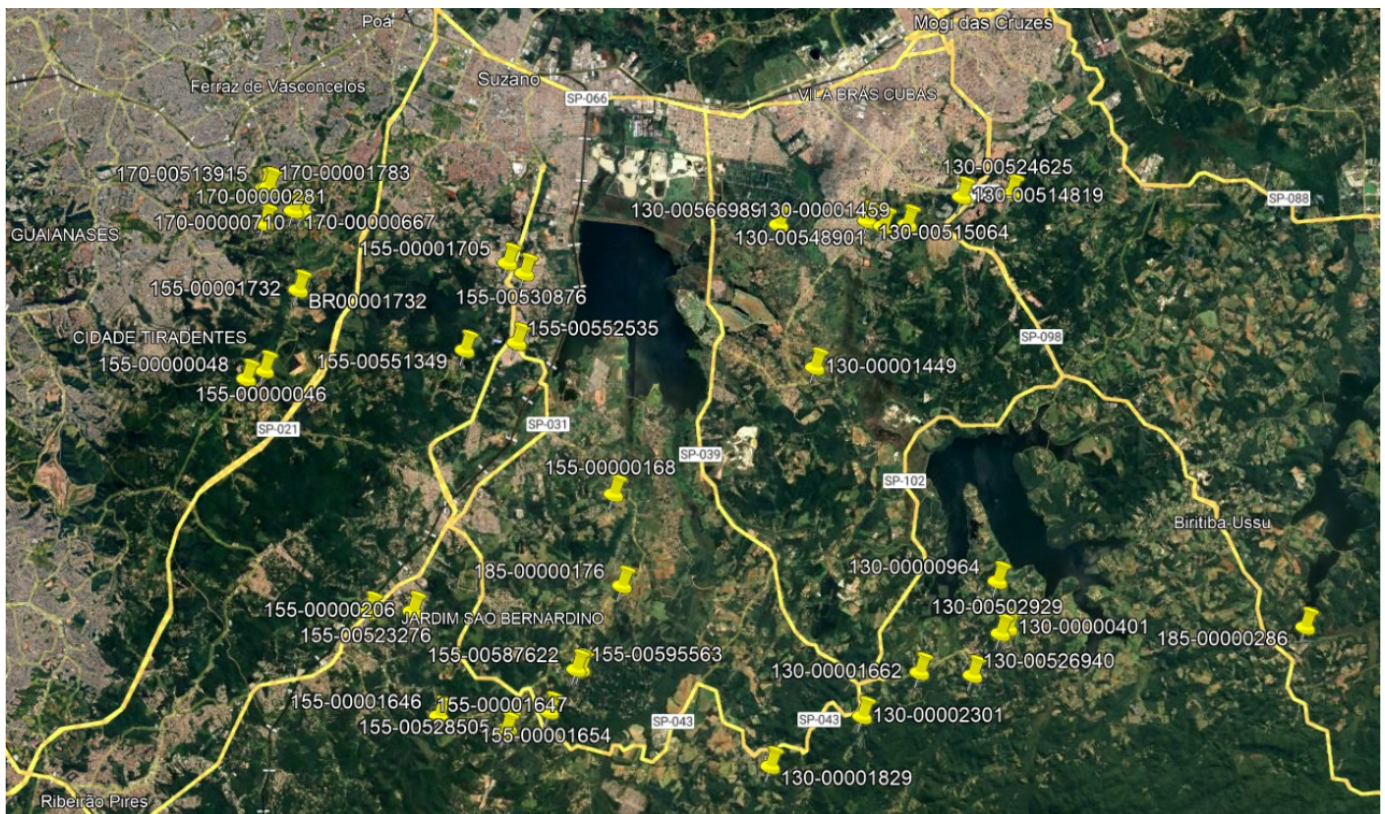 Poá
Mogi das Cruzes
Suzano
Ferraz de Vasconcelos
VILA BRÁS CUBAS
SP-066
170-00513915
170-00001783
130-00524625
170-00000281
130-00514819
SP-088
130-00566989
130-00001459
170-00000710
170-00000667
GUAIANASES
130-00548901
130-00515064
155-00001705
155-00001732
BR00001732
155-00530876
CIDADE TIRADENTES
155-00552535
SP-098
155-00551349
155-00000048
130-00001449
155-00000046
SP-021
SP-031
SP-039
155-00000168
SP-102
Biritiba-Ussu
130-00000964
185-00000176
155-00000206
130-00502929
JARDIM SÃO BERNARDINO
130-00000401
155-00523276
185-00000286
155-00587622
155-00595563
130-00526940
130-00001662
155-00001646
155-00001647
130-00002301
SP-043
SP-043
155-00528505
155-00001654
130-00001829
Ribeirão Pires